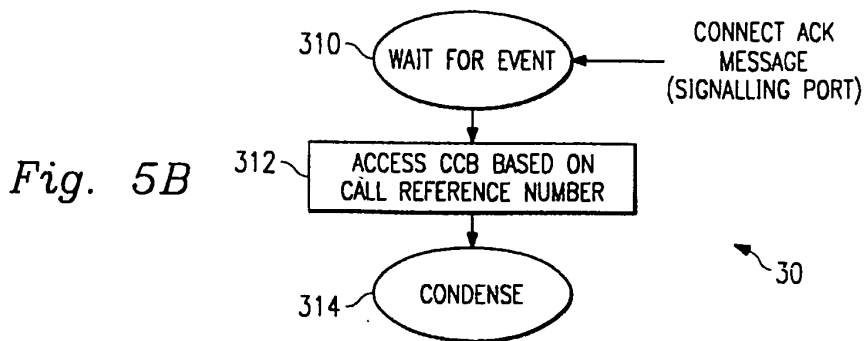 310
WAIT FOR EVENT
CONNECT ACK
MESSAGE
(SIGNALLING PORT)
Fig. 5B
312
ACCESS CCB BASED ON
CALL REFERENCE NUMBER
30
314
CONDENSE